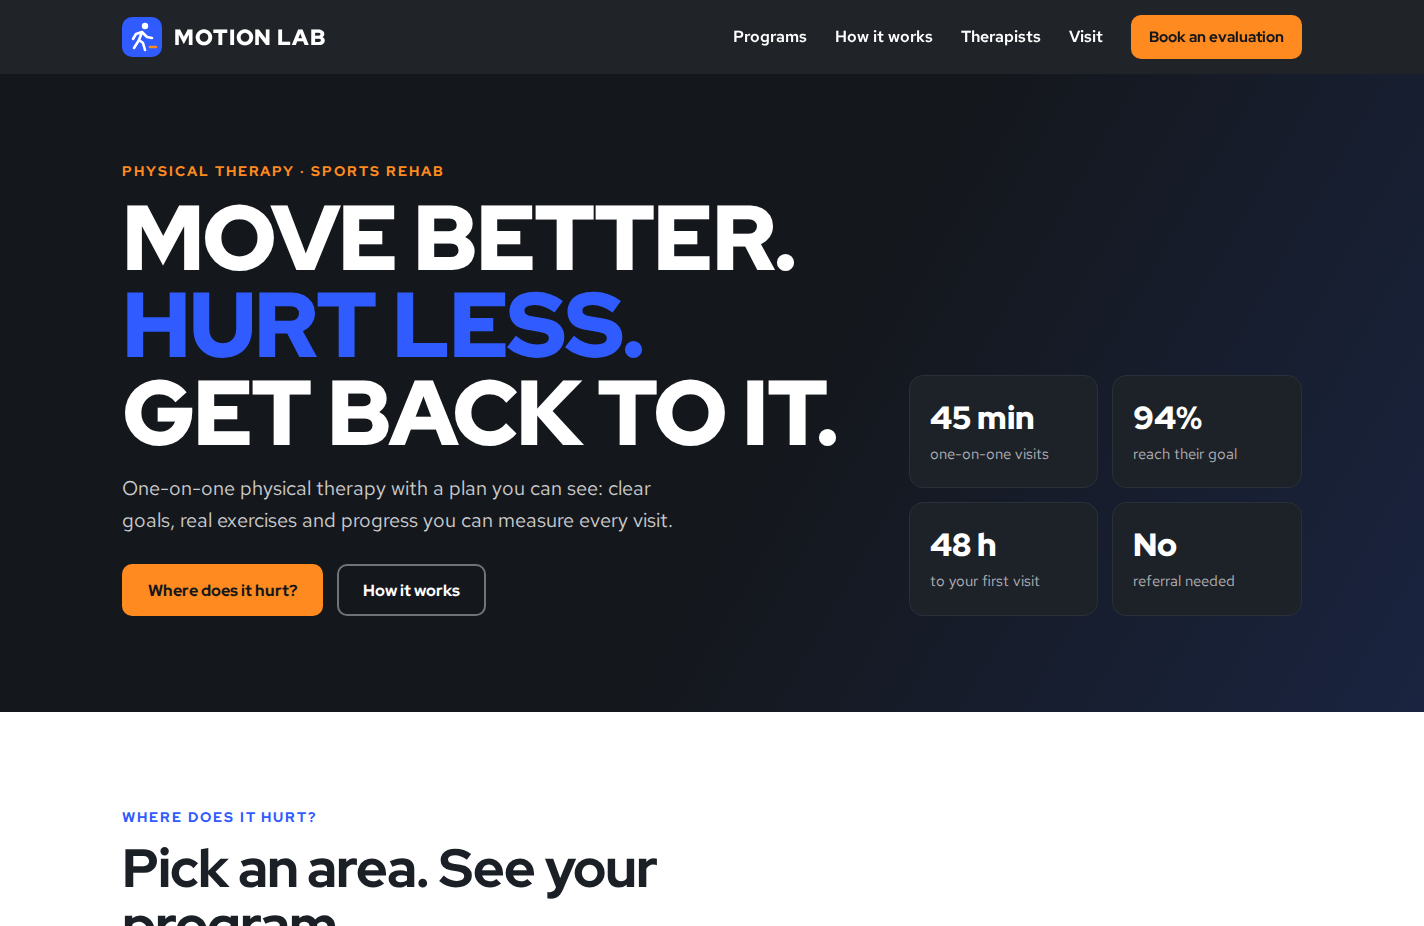 MOTION LAB
Programs
How it works
Therapists
Visit
Book an evaluation
PHYSICAL THERAPY · SPORTS REHAB
MOVE BETTER.
HURT LESS.
GET BACK TO IT.
One-on-one physical therapy with a plan you can see: clear
goals, real exercises and progress you can measure every visit.
Where does it hurt?
How it works
45 min
one-on-one visits
94%
reach their goal
48 h
to your first visit
No
referral needed
WHERE DOES IT HURT?
Pick an area. See your
program